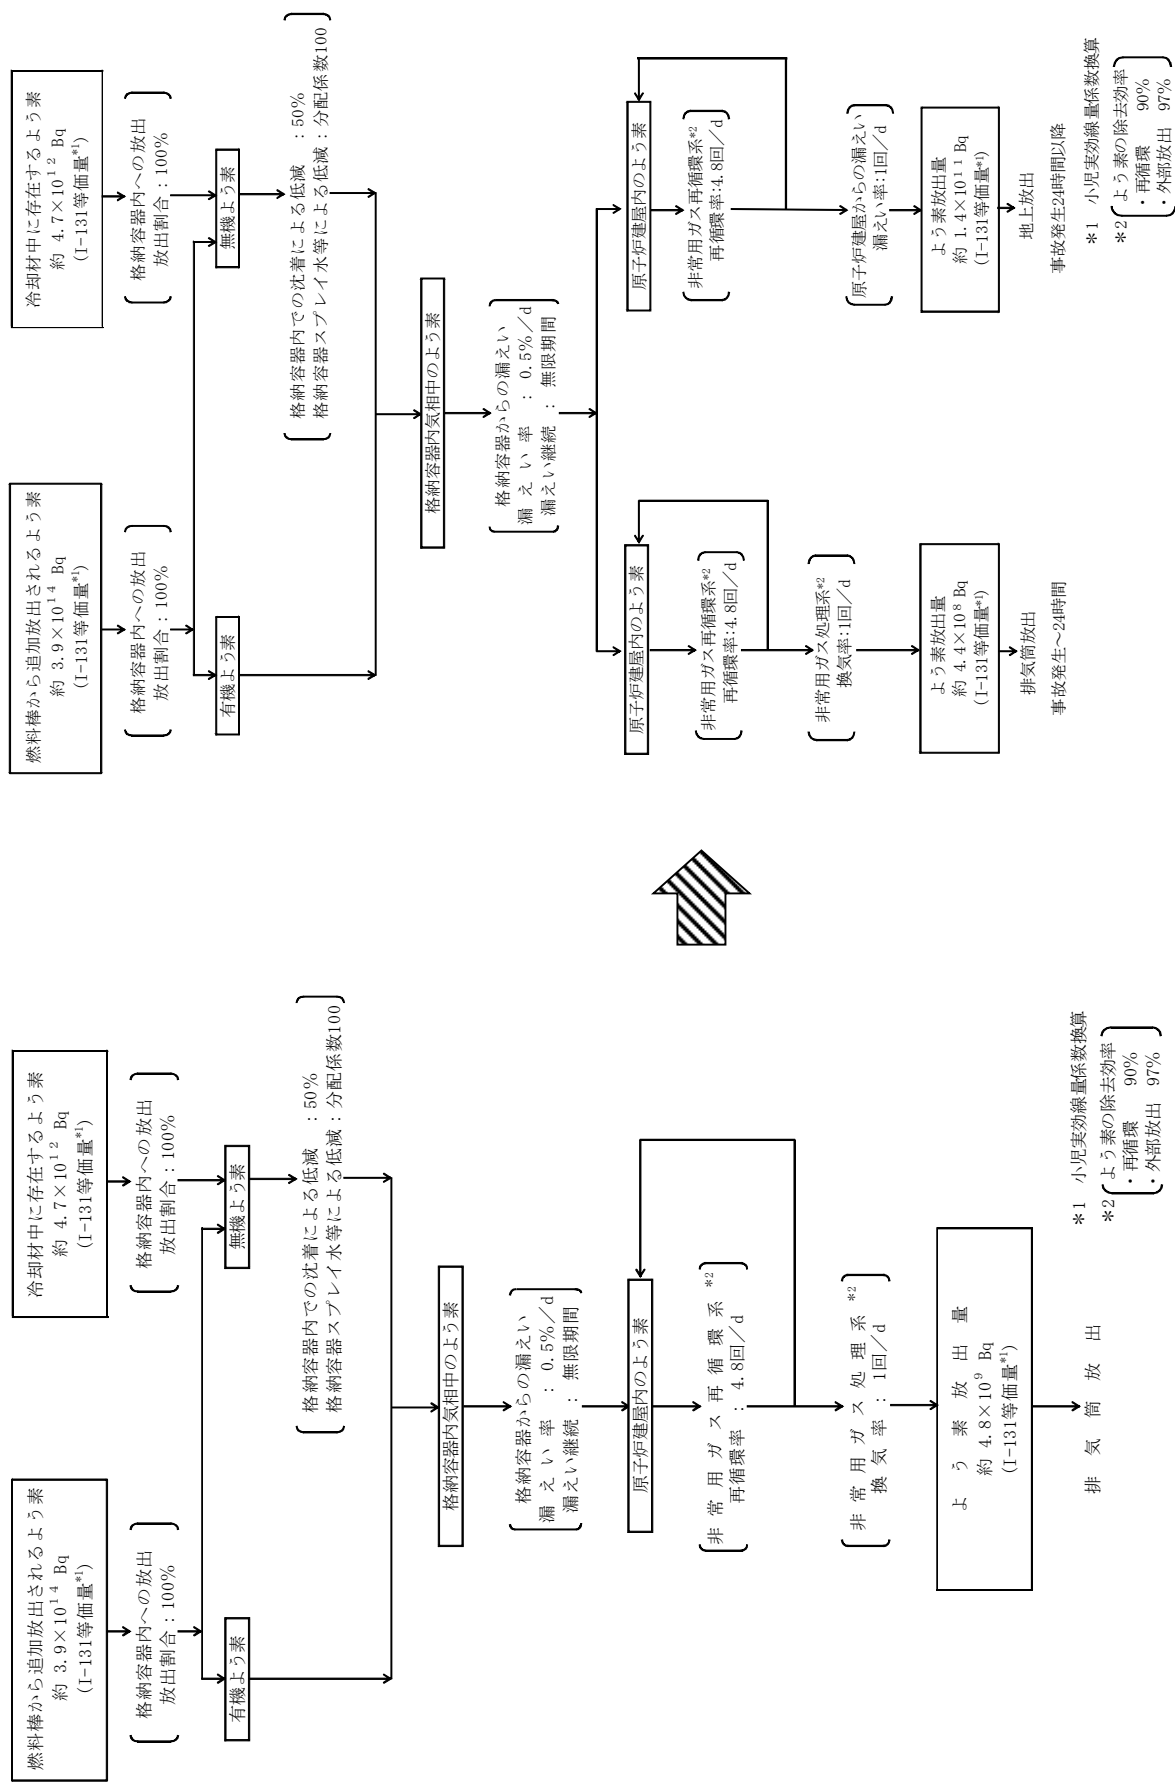 燃料棒から追加放出されるよう素
約 3.9×10¹⁴ Bq
(I-131等価量*¹)
冷却材中に存在するよう素
約 4.7×10¹² Bq
(I-131等価量*¹)
格納容器内への放出
放出割合：100%
格納容器内への放出
放出割合：100%
有機よう素
無機よう素
格納容器内での沈着による低減　：50%
格納容器スプレイ水等による低減：分配係数100
格納容器内気相中のよう素
格納容器からの漏えい
漏 え い 率 ： 0.5%／d
漏えい継続 ： 無限期間
原子炉建屋内のよう素
非 常 用 ガ ス 再 循 環 系 *²
再循環率 ： 4.8回／d
非 常 用 ガ ス 処 理 系 *²
換 気 率 ： 1回／d
よ う 素 放 出 量
約 4.8×10⁹ Bq
(I-131等価量*¹)
排 気 筒 放 出
*1 小児実効線量係数換算
*2 よう素の除去効率
・再循環　　90%
・外部放出　97%
燃料棒から追加放出されるよう素
約 3.9×10¹⁴ Bq
(I-131等価量*¹)
冷却材中に存在するよう素
約 4.7×10¹² Bq
(I-131等価量*¹)
格納容器内への放出
放出割合：100%
格納容器内への放出
放出割合：100%
有機よう素
無機よう素
格納容器内での沈着による低減　：50%
格納容器スプレイ水等による低減：分配係数100
格納容器内気相中のよう素
格納容器からの漏えい
漏 え い 率 ： 0.5%／d
漏えい継続 ： 無限期間
原子炉建屋内のよう素
非常用ガス再循環系*²
再循環率:4.8回／d
非常用ガス処理系*²
換気率:1回／d
よう素放出量
約 4.4×10⁸ Bq
(I-131等価量*¹)
排気筒放出
事故発生～24時間
原子炉建屋内のよう素
非常用ガス再循環系*²
再循環率:4.8回／d
原子炉建屋からの漏えい
漏えい率:1回／d
よう素放出量
約 1.4×10¹¹ Bq
(I-131等価量*¹)
地上放出
事故発生24時間以降
*1 小児実効線量係数換算
*2 よう素の除去効率
・再循環　　90%
・外部放出　97%